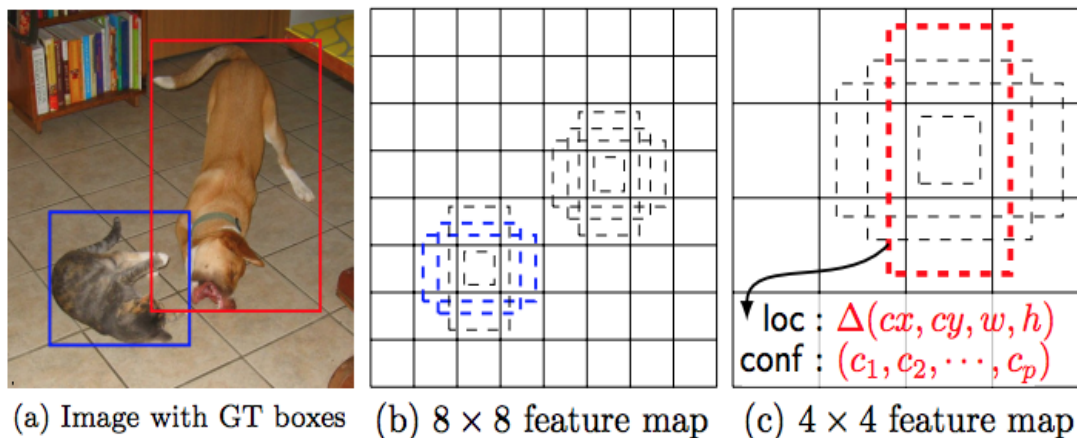 loc : Δ(cx, cy, w, h)
conf : (c₁, c₂, ⋯, cₚ)
(a) Image with GT boxes
(b) 8 × 8 feature map
(c) 4 × 4 feature map